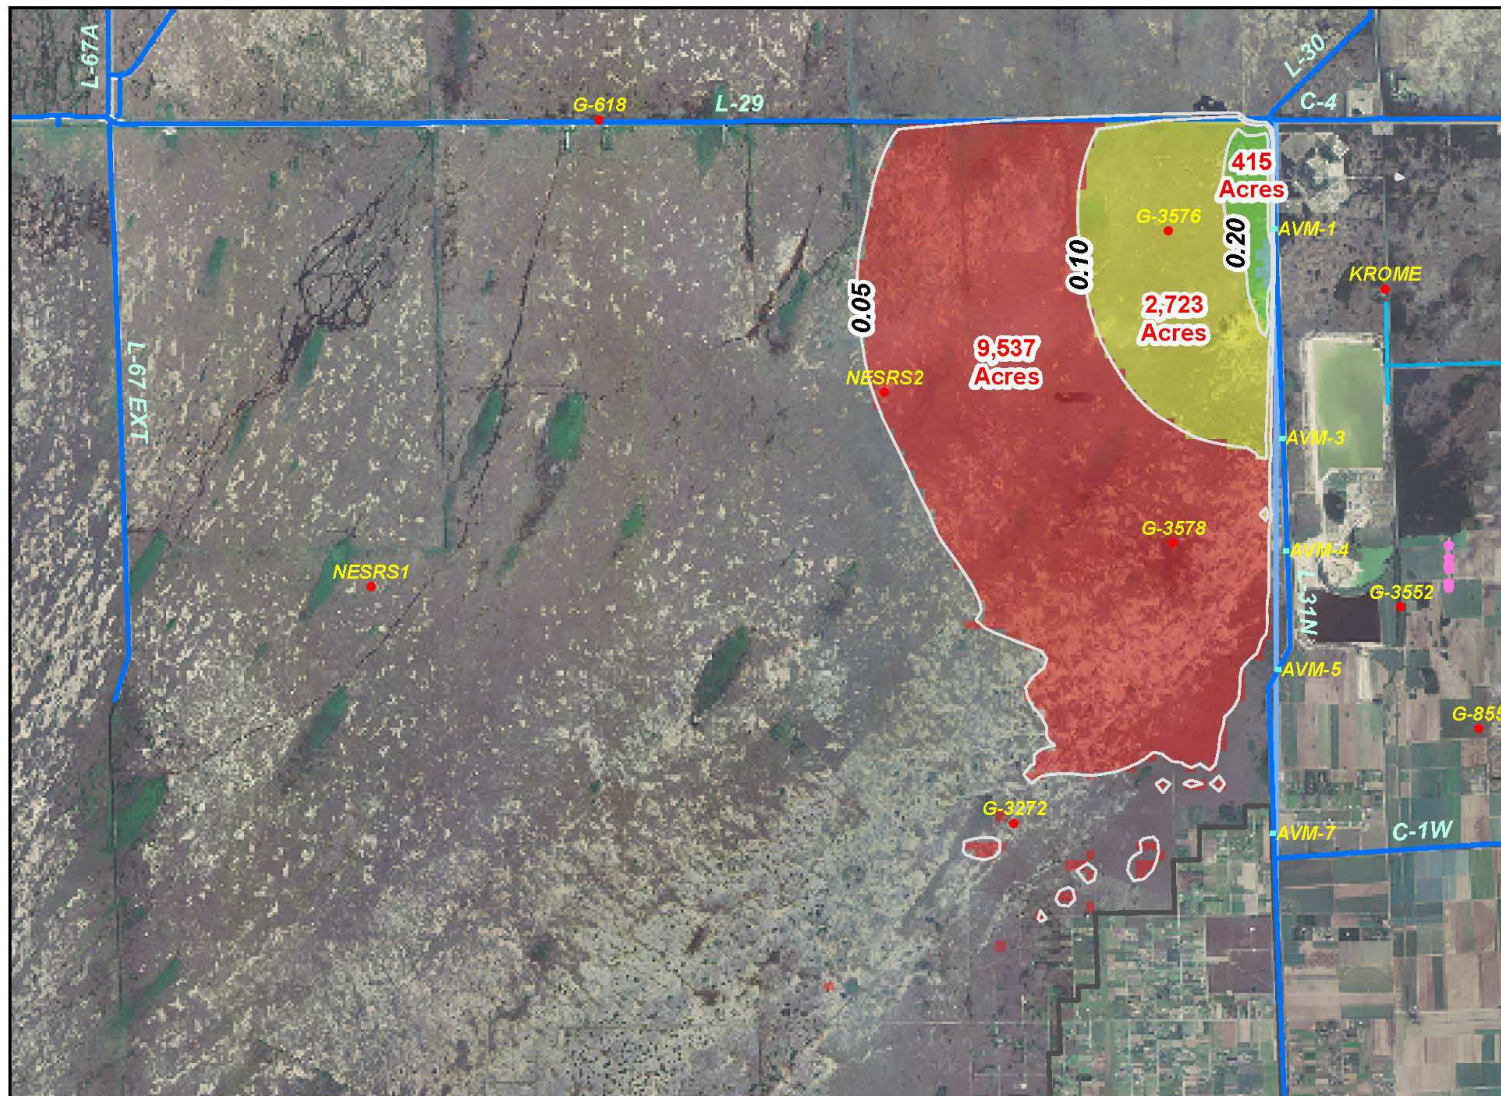 L-67A
L-30
G-618
L-29
C-4
415
Acres
G-3576
0.20
AVM-1
0.10
KROME
0.05
2,723
Acres
9,537
Acres
NESRS2
L-67 EXT
AVM-3
G-3578
AVM-4
NESRS1
L-31N
G-3552
AVM-5
G-855
G-3272
AVM-7
C-1W